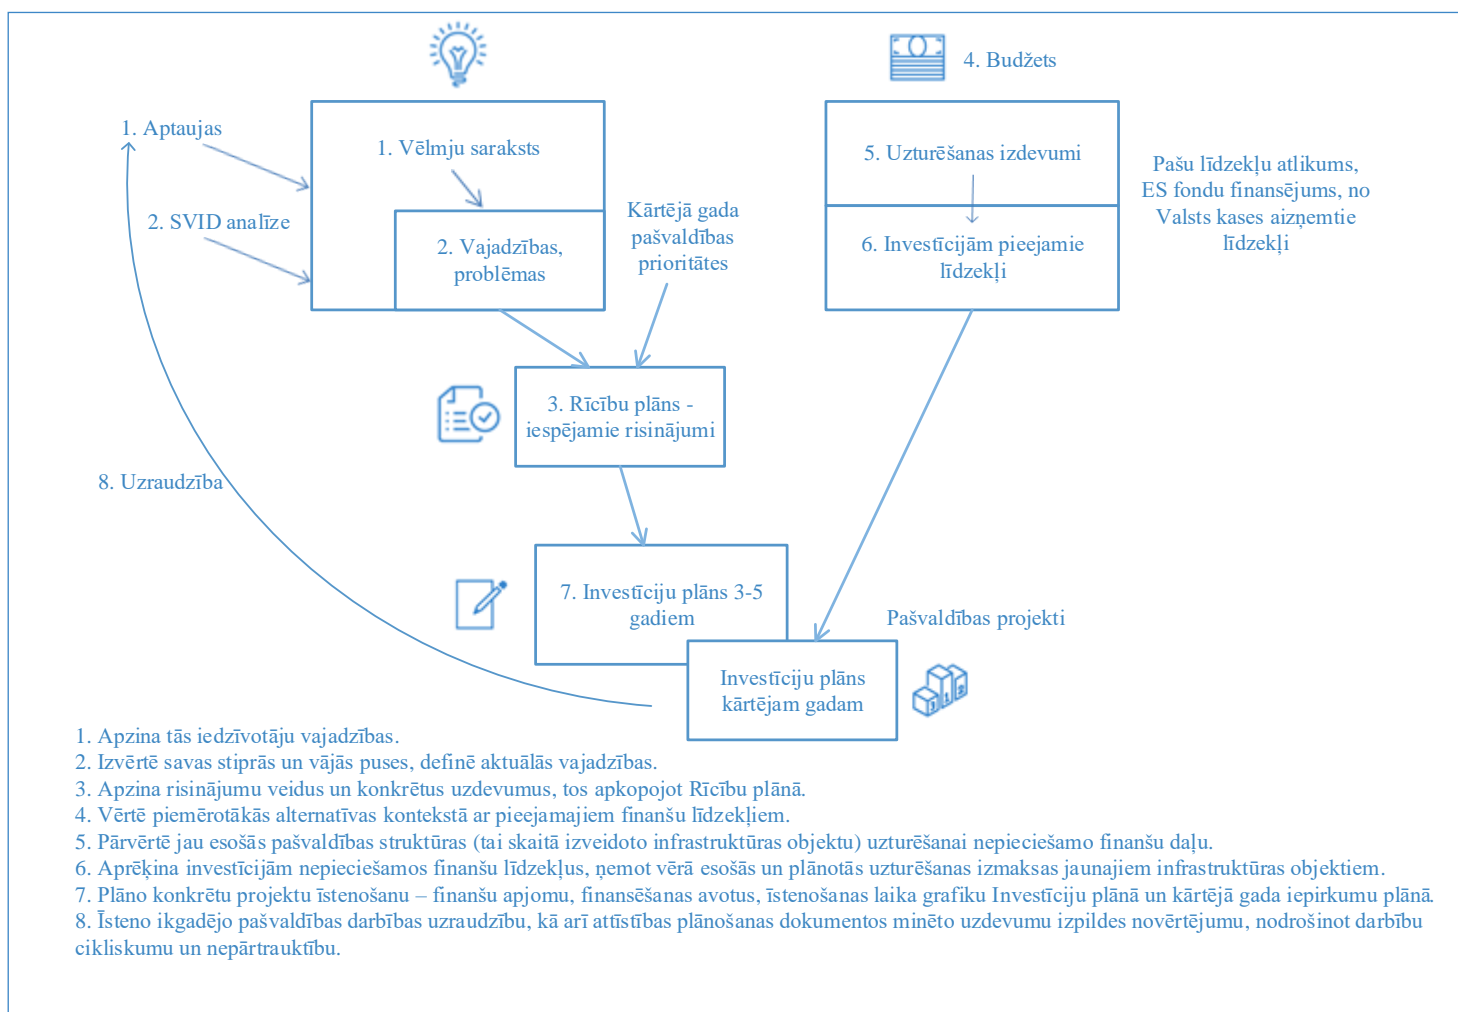 4. Budžets
1. Aptaujas
1. Vēlmju saraksts
5. Uzturēšanas izdevumi
Pašu līdzekļu atlikums,
ES fondu finansējums, no
Valsts kases aizņemtie
līdzekļi
2. SVID analīze
Kārtējā gada
pašvaldības
prioritātes
2. Vajadzības,
problēmas
6. Investīcijām pieejamie
līdzekļi
3. Rīcību plāns -
iespējamie risinājumi
8. Uzraudzība
7. Investīciju plāns 3-5
gadiem
Pašvaldības projekti
Investīciju plāns
kārtējam gadam
1
2
3
1. Apzina tās iedzīvotāju vajadzības.
2. Izvērtē savas stiprās un vājās puses, definē aktuālās vajadzības.
3. Apzina risinājumu veidus un konkrētus uzdevumus, tos apkopojot Rīcību plānā.
4. Vērtē piemērotākās alternatīvas kontekstā ar pieejamajiem finanšu līdzekļiem.
5. Pārvērtē jau esošās pašvaldības struktūras (tai skaitā izveidoto infrastruktūras objektu) uzturēšanai nepieciešamo finanšu daļu.
6. Aprēķina investīcijām nepieciešamos finanšu līdzekļus, ņemot vērā esošās un plānotās uzturēšanas izmaksas jaunajiem infrastruktūras objektiem.
7. Plāno konkrētu projektu īstenošanu – finanšu apjomu, finansēšanas avotus, īstenošanas laika grafiku Investīciju plānā un kārtējā gada iepirkumu plānā.
8. Īsteno ikgadējo pašvaldības darbības uzraudzību, kā arī attīstības plānošanas dokumentos minēto uzdevumu izpildes novērtējumu, nodrošinot darbību
cikliskumu un nepārtrauktību.